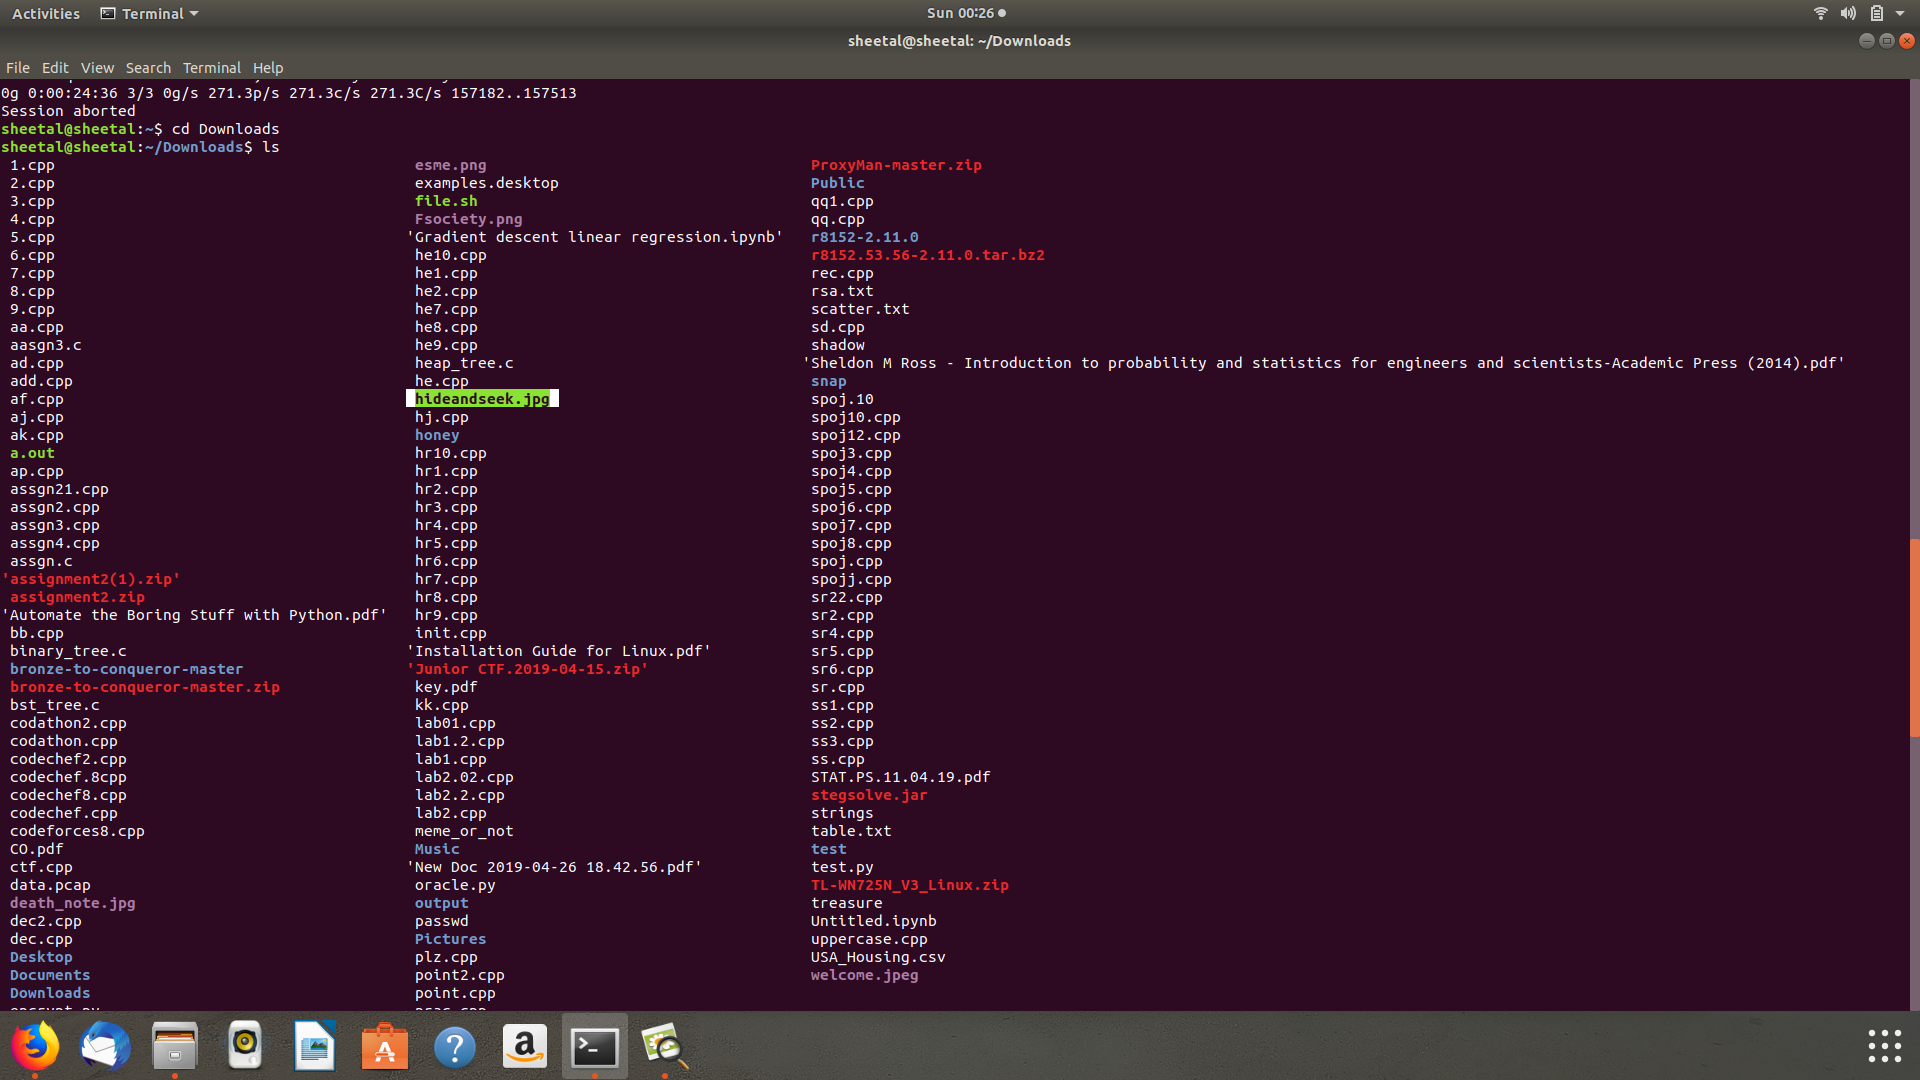 Activities Terminal Sun 00:26
sheetal@sheetal: ~/Downloads
File Edit View Search Terminal Help
0g 0:00:24:36 3/3 0g/s 271.3p/s 271.3c/s 271.3C/s 157182..157513
Session aborted
sheetal@sheetal:~$ cd Downloads
sheetal@sheetal:~/Downloads$ ls
1.cpp esme.png ProxyMan-master.zip
2.cpp examples.desktop Public
3.cpp file.sh qq1.cpp
4.cpp Fsociety.png qq.cpp
5.cpp 'Gradient descent linear regression.ipynb' r8152-2.11.0
6.cpp he10.cpp r8152.53.56-2.11.0.tar.bz2
7.cpp he1.cpp rec.cpp
8.cpp he2.cpp rsa.txt
9.cpp he7.cpp scatter.txt
aa.cpp he8.cpp sd.cpp
aasgn3.c he9.cpp shadow
ad.cpp heap_tree.c 'Sheldon M Ross - Introduction to probability and statistics for engineers and scientists-Academic Press (2014).pdf'
add.cpp he.cpp snap
af.cpp hideandseek.jpg spoj.10
aj.cpp hj.cpp spoj10.cpp
ak.cpp honey spoj12.cpp
a.out hr10.cpp spoj3.cpp
ap.cpp hr1.cpp spoj4.cpp
assgn21.cpp hr2.cpp spoj5.cpp
assgn2.cpp hr3.cpp spoj6.cpp
assgn3.cpp hr4.cpp spoj7.cpp
assgn4.cpp hr5.cpp spoj8.cpp
assgn.c hr6.cpp spoj.cpp
'assignment2(1).zip' hr7.cpp spojj.cpp
assignment2.zip hr8.cpp sr22.cpp
'Automate the Boring Stuff with Python.pdf' hr9.cpp sr2.cpp
bb.cpp init.cpp sr4.cpp
binary_tree.c 'Installation Guide for Linux.pdf' sr5.cpp
bronze-to-conqueror-master 'Junior CTF.2019-04-15.zip' sr6.cpp
bronze-to-conqueror-master.zip key.pdf sr.cpp
bst_tree.c kk.cpp ss1.cpp
codathon2.cpp lab01.cpp ss2.cpp
codathon.cpp lab1.2.cpp ss3.cpp
codechef2.cpp lab1.cpp ss.cpp
codechef.8cpp lab2.02.cpp STAT.PS.11.04.19.pdf
codechef8.cpp lab2.2.cpp stegsolve.jar
codechef.cpp lab2.cpp strings
codeforces8.cpp meme_or_not table.txt
CO.pdf Music test
ctf.cpp 'New Doc 2019-04-26 18.42.56.pdf' test.py
data.pcap oracle.py TL-WN725N_V3_Linux.zip
death_note.jpg output treasure
dec2.cpp passwd Untitled.ipynb
dec.cpp Pictures uppercase.cpp
Desktop plz.cpp USA_Housing.csv
Documents point2.cpp welcome.jpeg
Downloads point.cpp